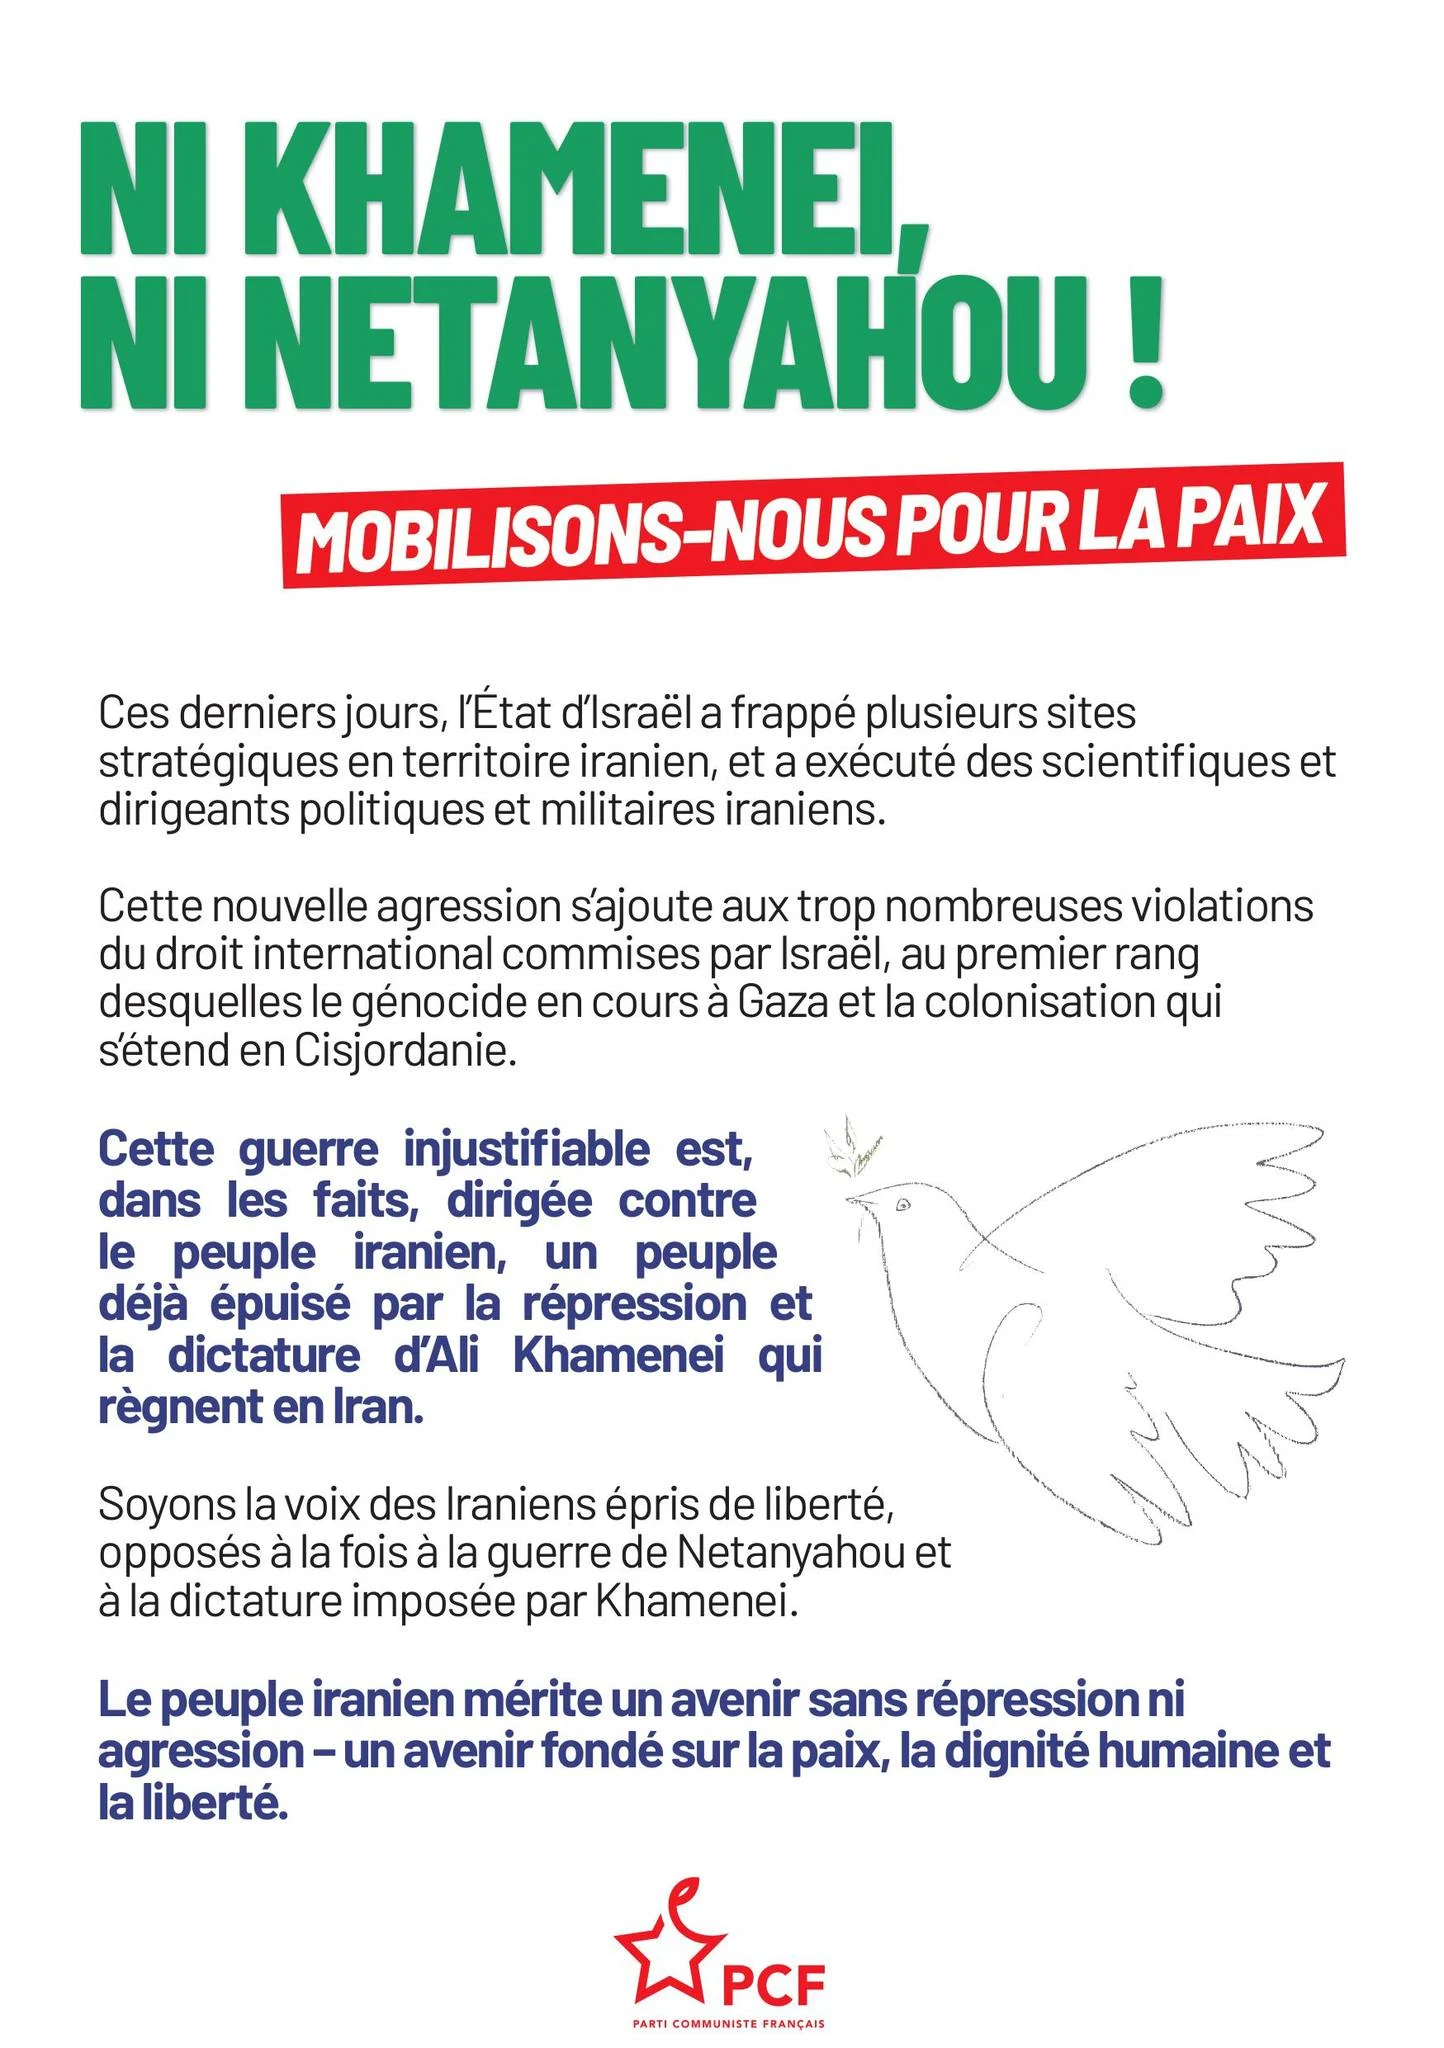 NI KHAMENEI,
NI NETANYAHOU !
MOBILISONS-NOUS POUR LA PAIX
Ces derniers jours, l’État d’Israël a frappé plusieurs sites
stratégiques en territoire iranien, et a exécuté des scientifiques et
dirigeants politiques et militaires iraniens.
Cette nouvelle agression s’ajoute aux trop nombreuses violations
du droit international commises par Israël, au premier rang
desquelles le génocide en cours à Gaza et la colonisation qui
s’étend en Cisjordanie.
Cette guerre injustifiable est,
dans les faits, dirigée contre
le peuple iranien, un peuple
déjà épuisé par la répression et
la dictature d’Ali Khamenei qui
règnent en Iran.
Soyons la voix des Iraniens épris de liberté,
opposés à la fois à la guerre de Netanyahou et
à la dictature imposée par Khamenei.
Le peuple iranien mérite un avenir sans répression ni
agression – un avenir fondé sur la paix, la dignité humaine et
la liberté.
PCF
PARTI COMMUNISTE FRANÇAIS